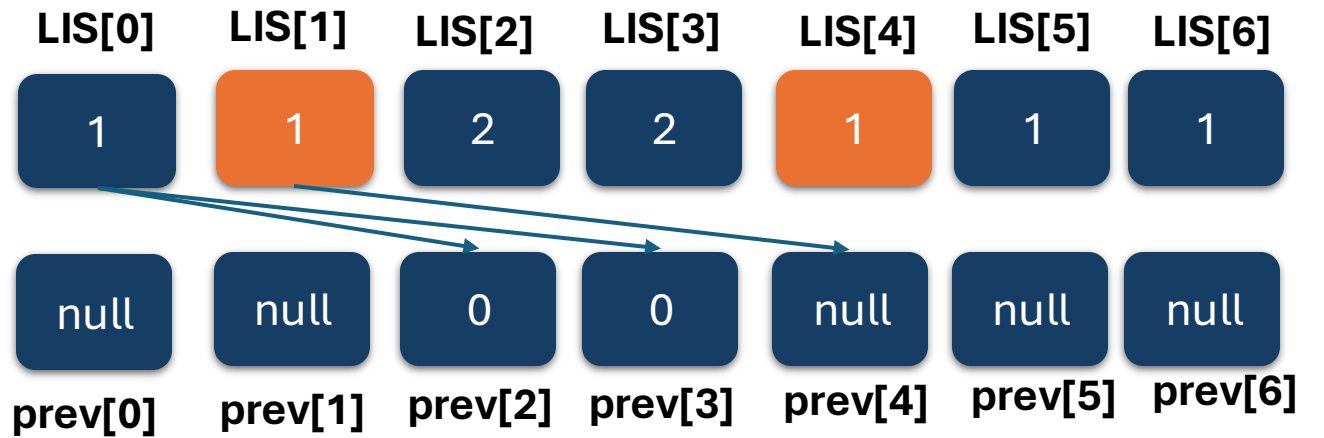 LIS[0] LIS[1] LIS[2] LIS[3] LIS[4] LIS[5] LIS[6]
1 1 2 2 1 1 1
null null 0 0 null null null
prev[0] prev[1] prev[2] prev[3] prev[4] prev[5] prev[6]